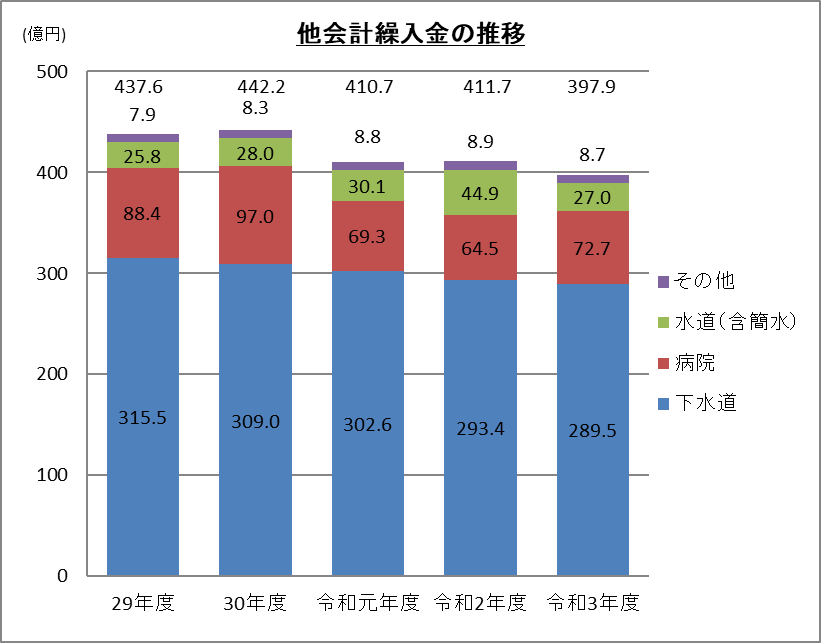 他会計繰入金の推移
(億円)
500
400
300
200
100
0
437.6 442.2 410.7 411.7 397.9
7.9 8.3 8.8 8.9 8.7
25.8 28.0 30.1 44.9 27.0
88.4 97.0 69.3 64.5 72.7
315.5 309.0 302.6 293.4 289.5
29年度 30年度 令和元年度 令和2年度 令和3年度
その他
水道（含簡水）
病院
下水道